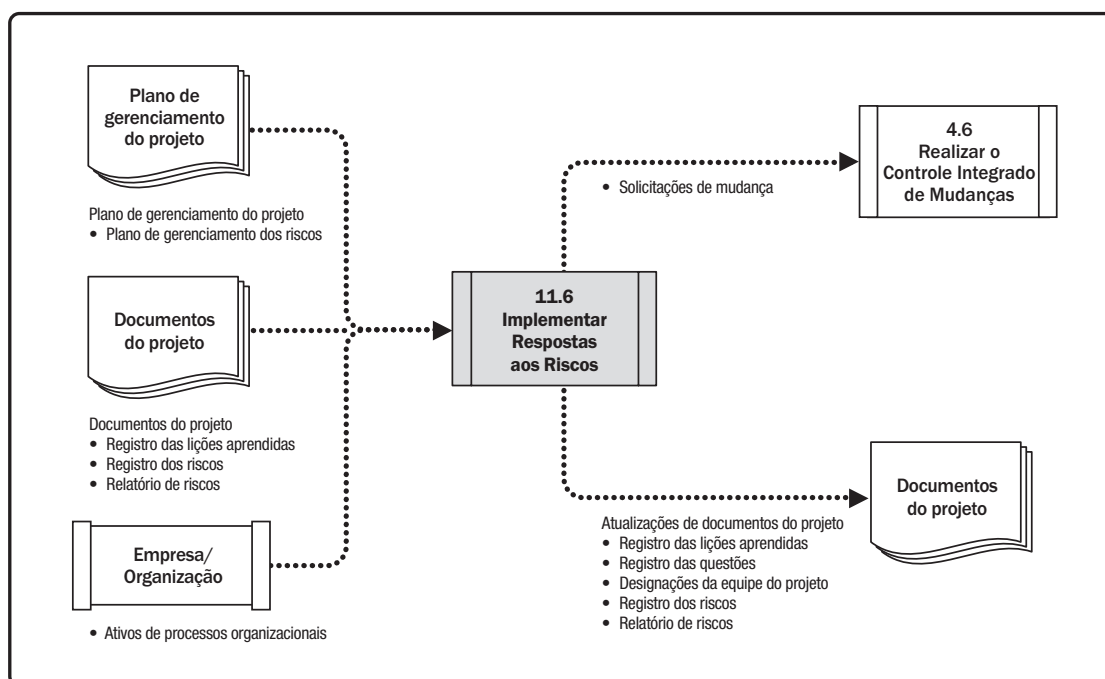 Plano de
gerenciamento
do projeto
Plano de gerenciamento do projeto
• Plano de gerenciamento dos riscos
Documentos
do projeto
Documentos do projeto
• Registro das lições aprendidas
• Registro dos riscos
• Relatório de riscos
Empresa/
Organização
• Ativos de processos organizacionais
11.6
Implementar
Respostas
aos Riscos
• Solicitações de mudança
4.6
Realizar o
Controle Integrado
de Mudanças
Atualizações de documentos do projeto
• Registro das lições aprendidas
• Registro das questões
• Designações da equipe do projeto
• Registro dos riscos
• Relatório de riscos
Documentos
do projeto